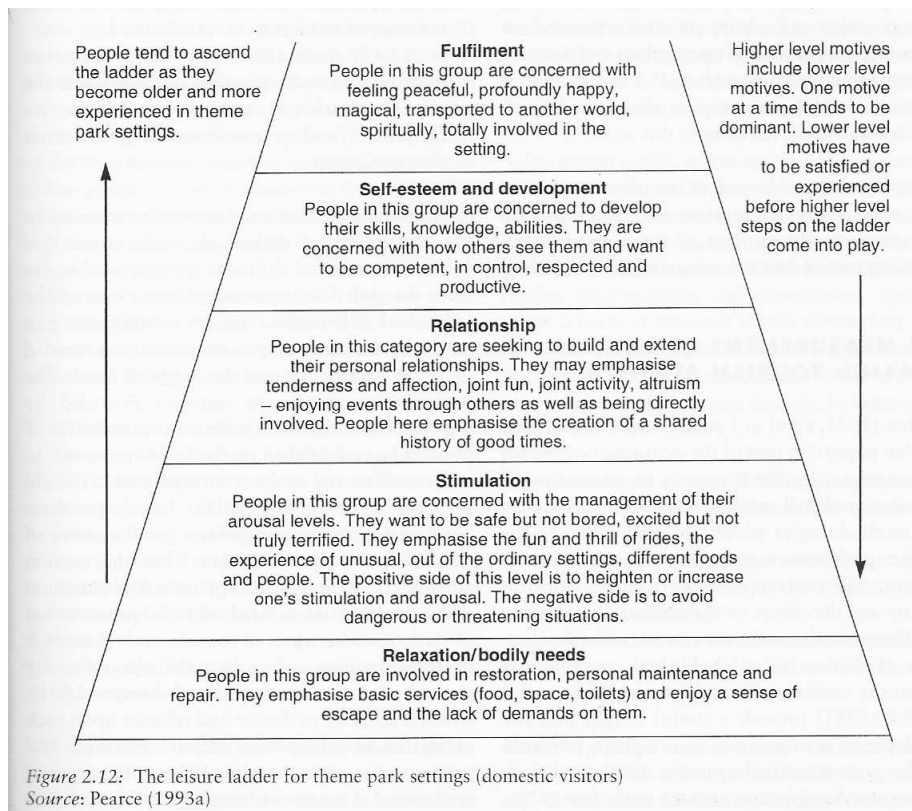 People tend to ascend
the ladder as they
become older and more
experienced in theme
park settings.
Fulfilment
People in this group are concerned with
feeling peaceful, profoundly happy,
magical, transported to another world,
spiritually, totally involved in the
setting.
Higher level motives
include lower level
motives. One motive
at a time tends to be
dominant. Lower level
motives have
to be satisfied or
experienced
before higher level
steps on the ladder
come into play.
Self-esteem and development
People in this group are concerned to develop
their skills, knowledge, abilities. They are
concerned with how others see them and want
to be competent, in control, respected and
productive.
Relationship
People in this category are seeking to build and extend
their personal relationships. They may emphasise
tenderness and affection, joint fun, joint activity, altruism
– enjoying events through others as well as being directly
involved. People here emphasise the creation of a shared
history of good times.
Stimulation
People in this group are concerned with the management of their
arousal levels. They want to be safe but not bored, excited but not
truly terrified. They emphasise the fun and thrill of rides, the
experience of unusual, out of the ordinary settings, different foods
and people. The positive side of this level is to heighten or increase
one's stimulation and arousal. The negative side is to avoid
dangerous or threatening situations.
Relaxation/bodily needs
People in this group are involved in restoration, personal maintenance and
repair. They emphasise basic services (food, space, toilets) and enjoy a sense of
escape and the lack of demands on them.
Figure 2.12: The leisure ladder for theme park settings (domestic visitors)
Source: Pearce (1993a)